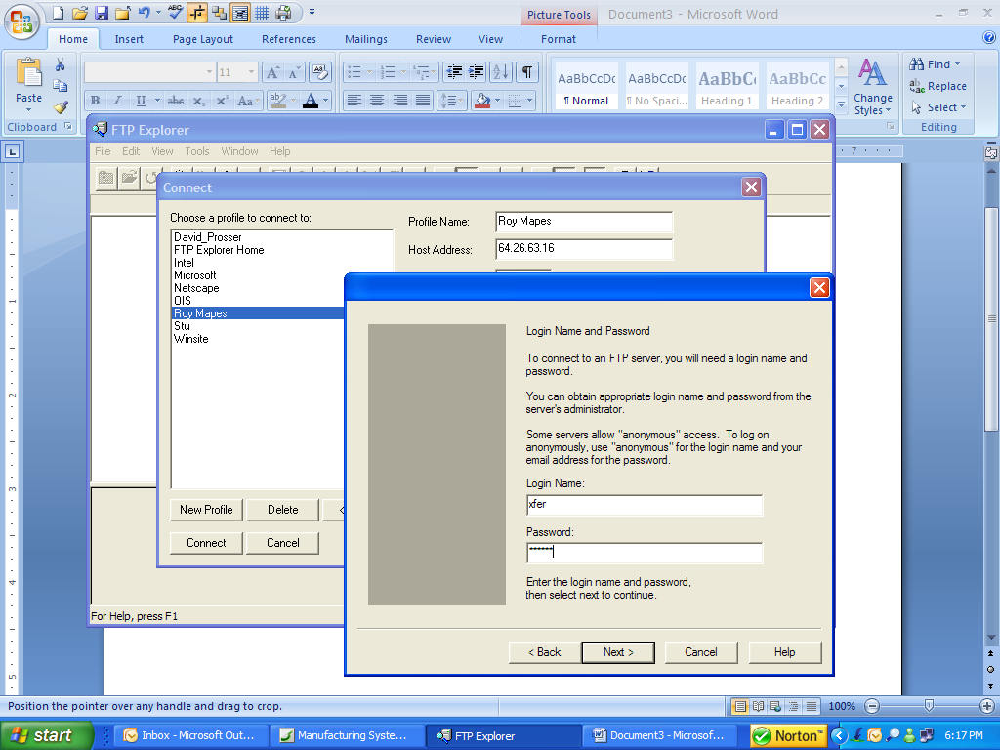 Picture Tools
Document3 - Microsoft Word
Home Insert Page Layout References Mailings Review View Format
Paste
Clipboard
11
AaBbCcDc AaBbCcDc AaBbC AaBbCc
¶ Normal ¶ No Spaci... Heading 1 Heading 2
Change Styles
Find
Replace
Select
Editing
7
FTP Explorer
File Edit View Tools Window Help
Connect
Choose a profile to connect to:
David_Prosser
FTP Explorer Home
Intel
Microsoft
Netscape
OIS
Roy Mapes
Stu
Winsite
Profile Name: Roy Mapes
Host Address: 64.26.63.16
New Profile Delete <
Connect Cancel
For Help, press F1
Login Name and Password
To connect to an FTP server, you will need a login name and
password.
You can obtain appropriate login name and password from the
server's administrator.
Some servers allow "anonymous" access. To log on
anonymously, use "anonymous" for the login name and your
email address for the password.
Login Name:
xfer
Password:
******
Enter the login name and password,
then select next to continue.
< Back Next > Cancel Help
1
2
3
4
5
Position the pointer over any handle and drag to crop.
100%
start
Inbox - Microsoft Out...
Manufacturing Syste...
FTP Explorer
Document3 - Microsof...
Norton™
6:17 PM